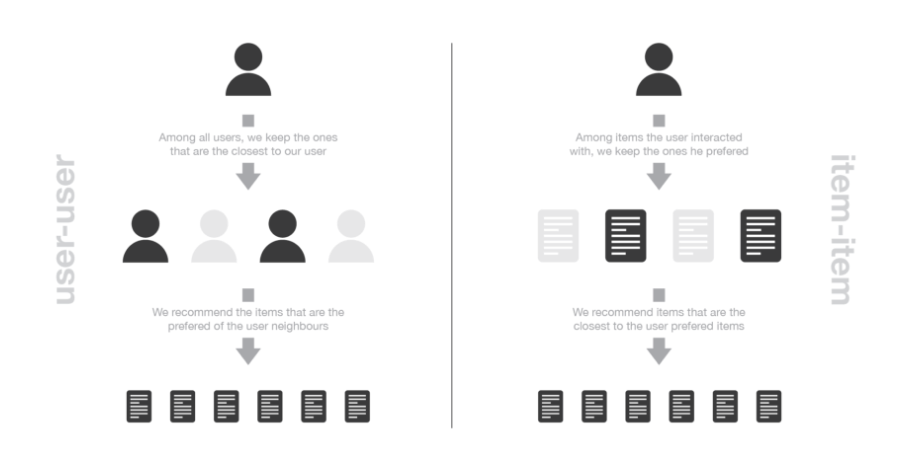 user-user
Among all users, we keep the ones
that are the closest to our user
We recommend the items that are the
prefered of the user neighbours
item-item
Among items the user interacted
with, we keep the ones he prefered
We recommend items that are the
closest to the user prefered items